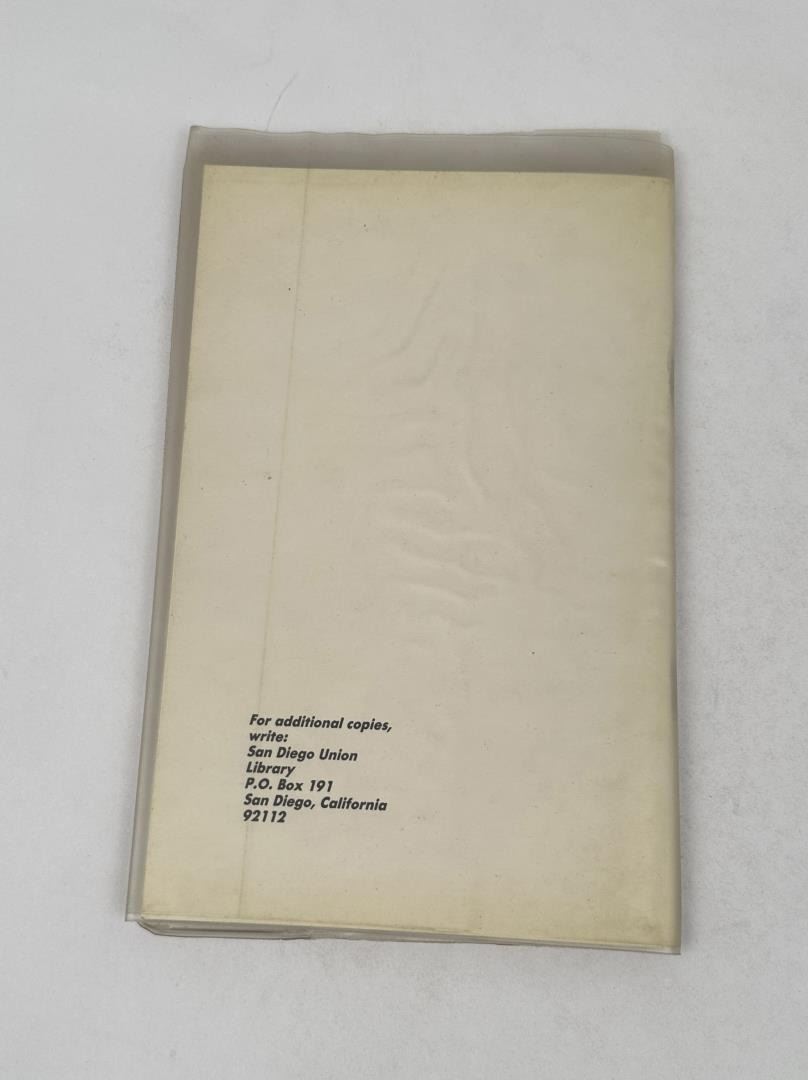 For additional copies,
write:
San Diego Union
Library
P.O. Box 191
San Diego, California
92112